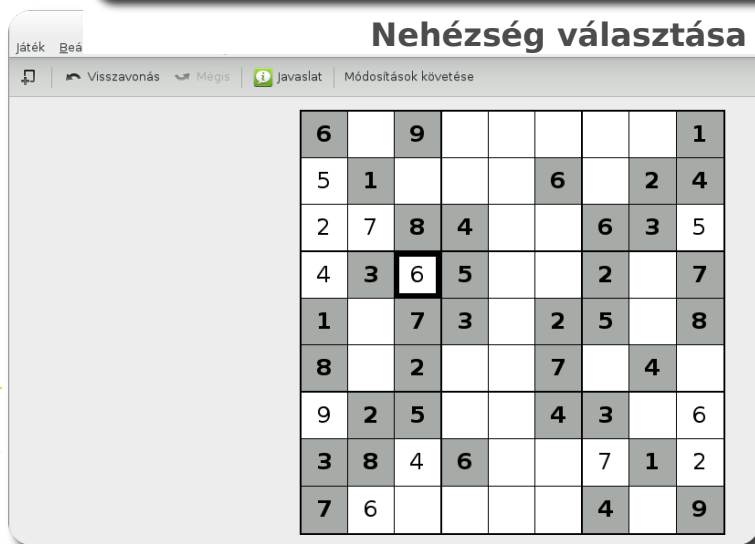 Nehézség választása
Játék Beá
Visszavonás Mégis Javaslat Módosítások követése
6 9 1
5 1 6 2 4
2 7 8 4 6 3 5
4 3 6 5 2 7
1 7 3 2 5 8
8 2 7 4
9 2 5 4 3 6
3 8 4 6 7 1 2
7 6 4 9